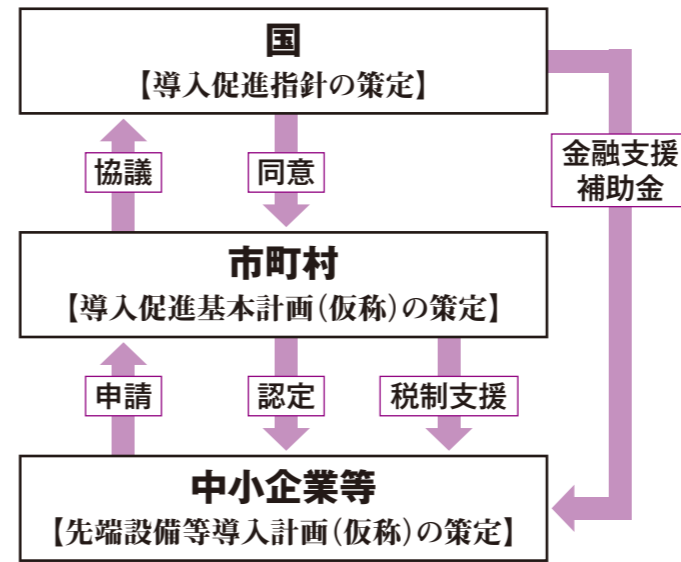 国
【導入促進指針の策定】
協議
同意
金融支援
補助金
市町村
【導入促進基本計画(仮称)の策定】
申請
認定
税制支援
中小企業等
【先端設備等導入計画(仮称)の策定】